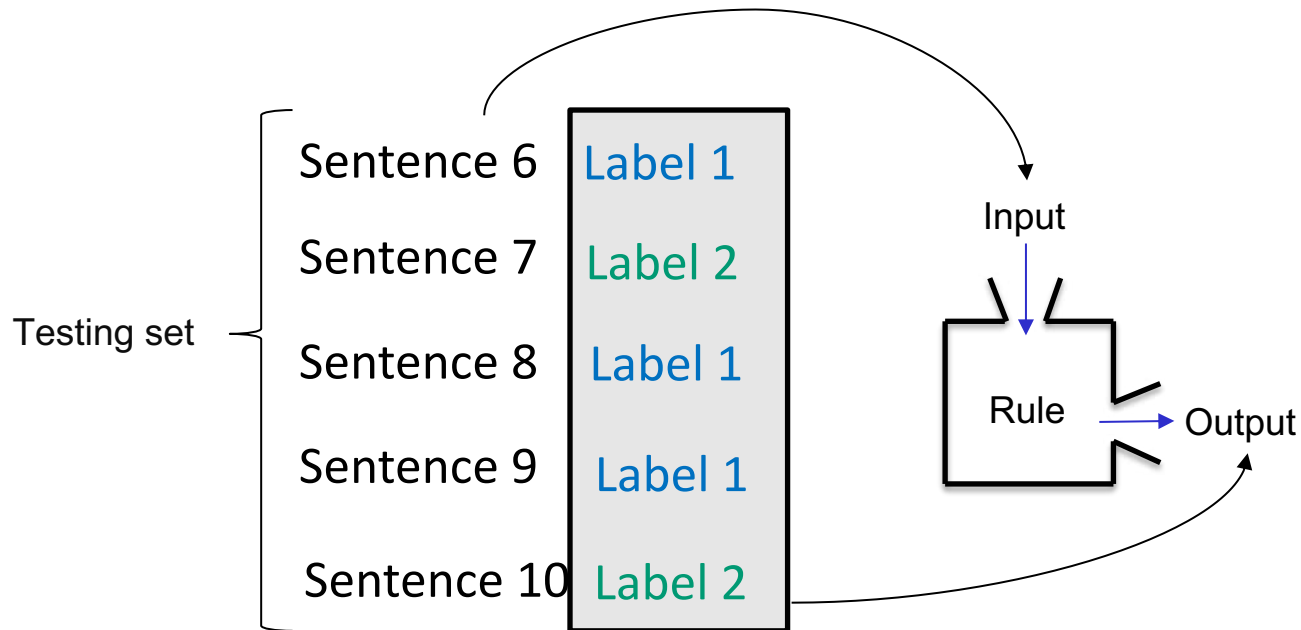 Sentence 6 Label 1
Input
Sentence 7 Label 2
Testing set
Sentence 8 Label 1
Rule
Output
Sentence 9 Label 1
Sentence 10 Label 2